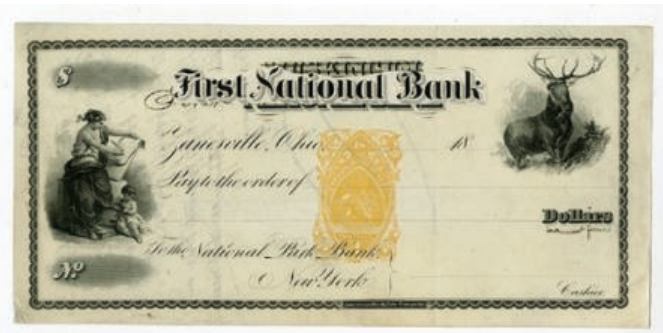 $
First National Bank
Zanesville, Ohio 18
Pay to the order of
Dollars
To the National Park Bank,
New York
No
Cashier